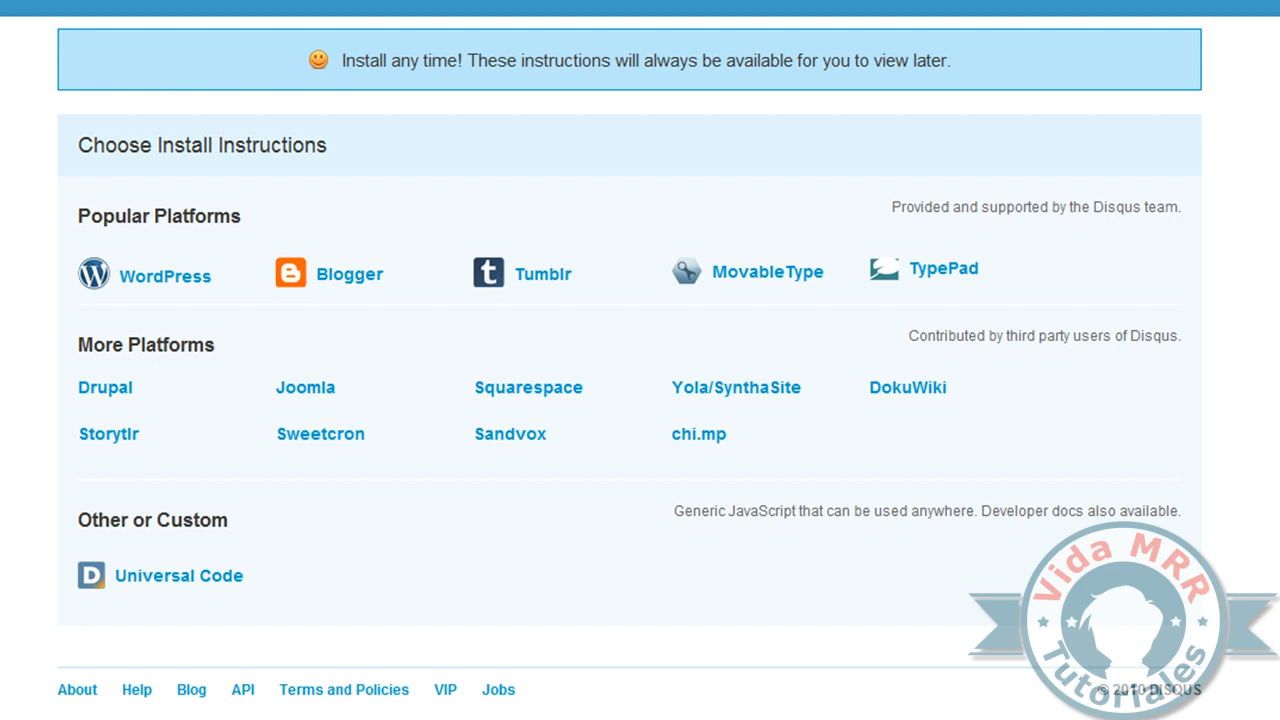 Install any time! These instructions will always be available for you to view later.
Choose Install Instructions
Popular Platforms
Provided and supported by the Disqus team.
WordPress
Blogger
Tumblr
MovableType
TypePad
More Platforms
Contributed by third party users of Disqus.
Drupal Joomla Squarespace Yola/SynthaSite DokuWiki
Storytlr Sweetcron Sandvox chi.mp
Other or Custom
Generic JavaScript that can be used anywhere. Developer docs also available.
D Universal Code
Vida MRR
Tutoriales
About Help Blog API Terms and Policies VIP Jobs
© 2010 DISQUS